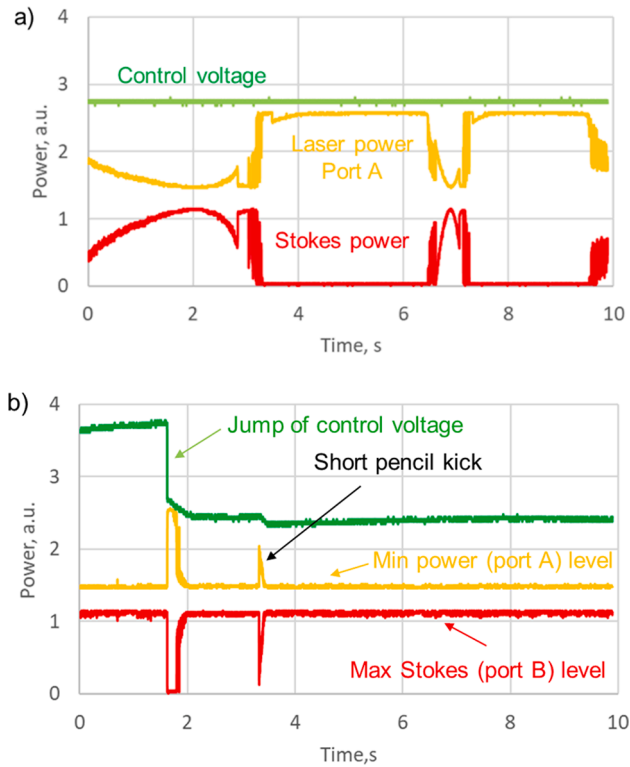 a)
4
3
2
1
0
Power, a.u.
Control voltage
Laser power
Port A
Stokes power
0 2 4 6 8 10
Time, s
b)
4
3
2
1
0
Power, a.u.
Jump of control voltage
Short pencil kick
Min power (port A) level
Max Stokes (port B) level
0 2 4 6 8 10
Time,s